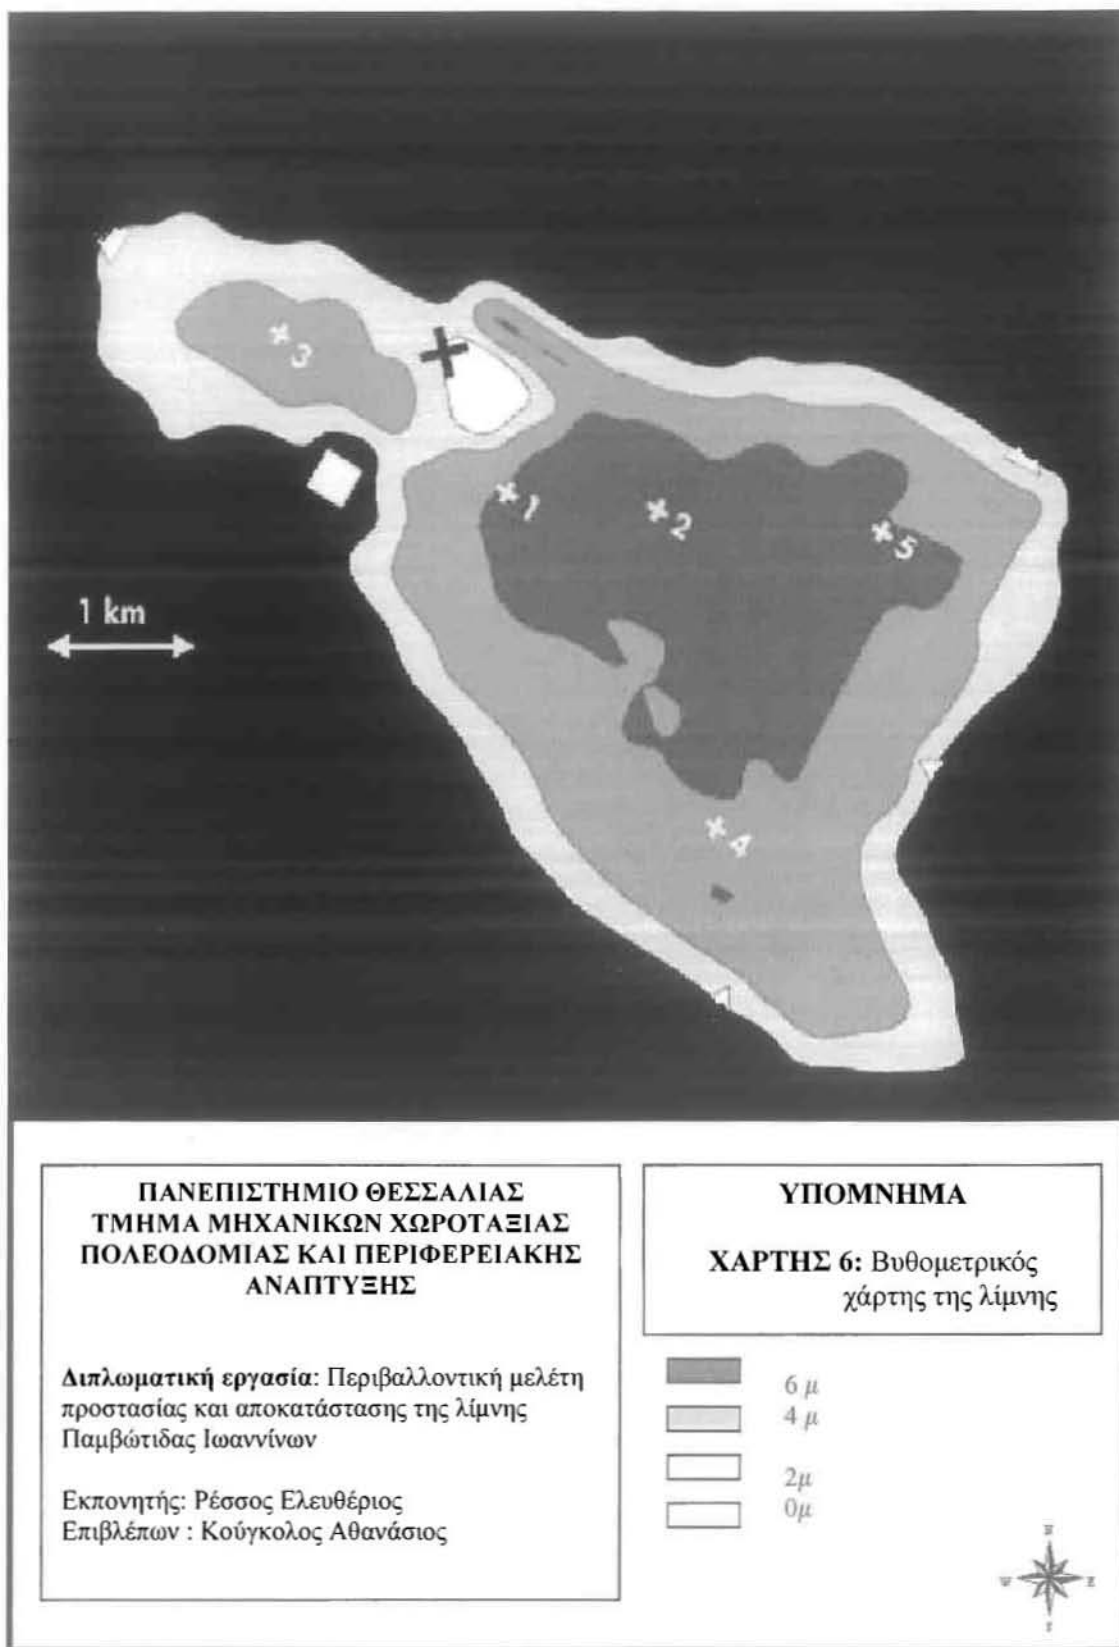 3
1
2
5
1 km
4
ΠΑΝΕΠΙΣΤΗΜΙΟ ΘΕΣΣΑΛΙΑΣ
ΤΜΗΜΑ ΜΗΧΑΝΙΚΩΝ ΧΩΡΟΤΑΞΙΑΣ
ΠΟΛΕΟΔΟΜΙΑΣ ΚΑΙ ΠΕΡΙΦΕΡΕΙΑΚΗΣ
ΑΝΑΠΤΥΞΗΣ
Διπλωματική εργασία: Περιβαλλοντική μελέτη
προστασίας και αποκατάστασης της λίμνης
Παμβώτιδας Ιωαννίνων
Εκπονητής: Ρέσσος Ελευθέριος
Επιβλέπων : Κούγκολος Αθανάσιος
ΥΠΟΜΝΗΜΑ
ΧΑΡΤΗΣ 6: Βυθομετρικός
χάρτης της λίμνης
6 μ
4 μ
2μ
0μ
W E